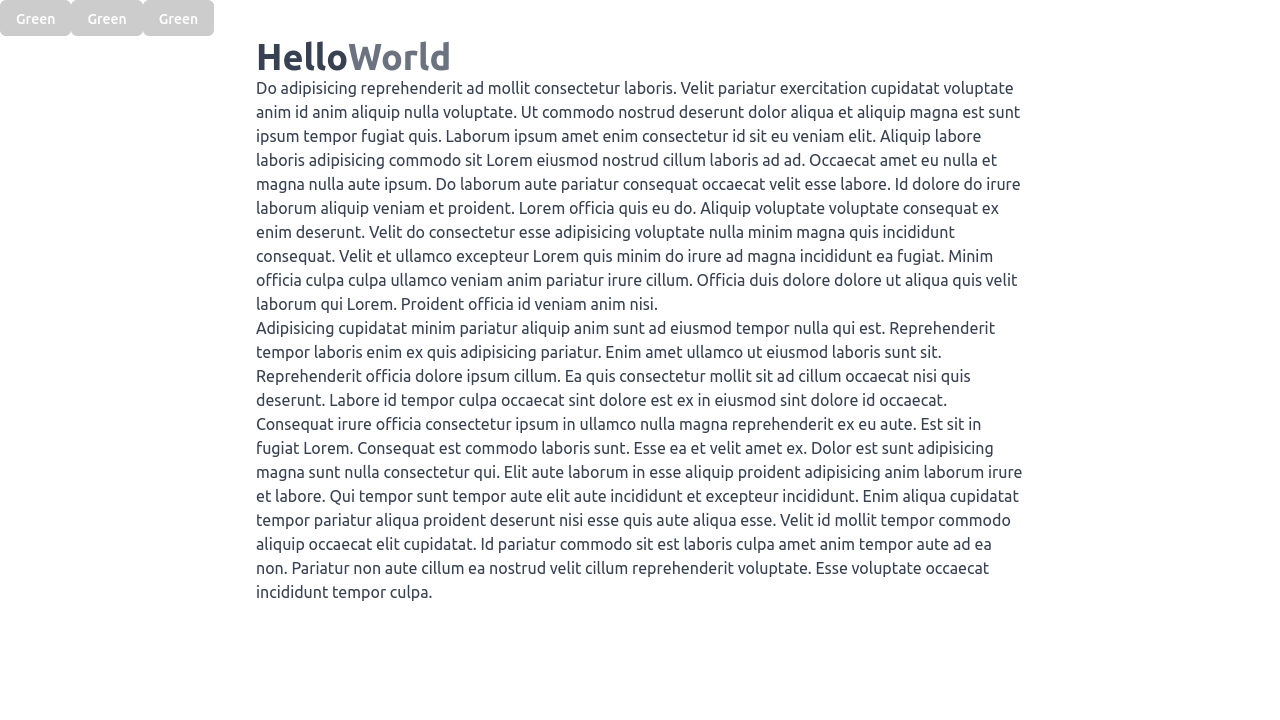 Green Green Green
HelloWorld
Do adipisicing reprehenderit ad mollit consectetur laboris. Velit pariatur exercitation cupidatat voluptate
anim id anim aliquip nulla voluptate. Ut commodo nostrud deserunt dolor aliqua et aliquip magna est sunt
ipsum tempor fugiat quis. Laborum ipsum amet enim consectetur id sit eu veniam elit. Aliquip labore
laboris adipisicing commodo sit Lorem eiusmod nostrud cillum laboris ad ad. Occaecat amet eu nulla et
magna nulla aute ipsum. Do laborum aute pariatur consequat occaecat velit esse labore. Id dolore do irure
laborum aliquip veniam et proident. Lorem officia quis eu do. Aliquip voluptate voluptate consequat ex
enim deserunt. Velit do consectetur esse adipisicing voluptate nulla minim magna quis incididunt
consequat. Velit et ullamco excepteur Lorem quis minim do irure ad magna incididunt ea fugiat. Minim
officia culpa culpa ullamco veniam anim pariatur irure cillum. Officia duis dolore dolore ut aliqua quis velit
laborum qui Lorem. Proident officia id veniam anim nisi.
Adipisicing cupidatat minim pariatur aliquip anim sunt ad eiusmod tempor nulla qui est. Reprehenderit
tempor laboris enim ex quis adipisicing pariatur. Enim amet ullamco ut eiusmod laboris sunt sit.
Reprehenderit officia dolore ipsum cillum. Ea quis consectetur mollit sit ad cillum occaecat nisi quis
deserunt. Labore id tempor culpa occaecat sint dolore est ex in eiusmod sint dolore id occaecat.
Consequat irure officia consectetur ipsum in ullamco nulla magna reprehenderit ex eu aute. Est sit in
fugiat Lorem. Consequat est commodo laboris sunt. Esse ea et velit amet ex. Dolor est sunt adipisicing
magna sunt nulla consectetur qui. Elit aute laborum in esse aliquip proident adipisicing anim laborum irure
et labore. Qui tempor sunt tempor aute elit aute incididunt et excepteur incididunt. Enim aliqua cupidatat
tempor pariatur aliqua proident deserunt nisi esse quis aute aliqua esse. Velit id mollit tempor commodo
aliquip occaecat elit cupidatat. Id pariatur commodo sit est laboris culpa amet anim tempor aute ad ea
non. Pariatur non aute cillum ea nostrud velit cillum reprehenderit voluptate. Esse voluptate occaecat
incididunt tempor culpa.